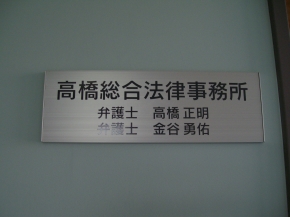 高橋総合法律事務所
弁護士 高橋 正明
弁護士 金谷 勇佑